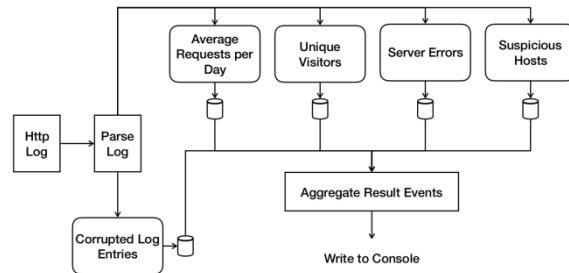 Average
Requests per
Day
Unique
Visitors
Server Errors
Suspicious
Hosts
Http
Log
Parse
Log
Aggregate Result Events
Corrupted Log
Entries
Write to Console